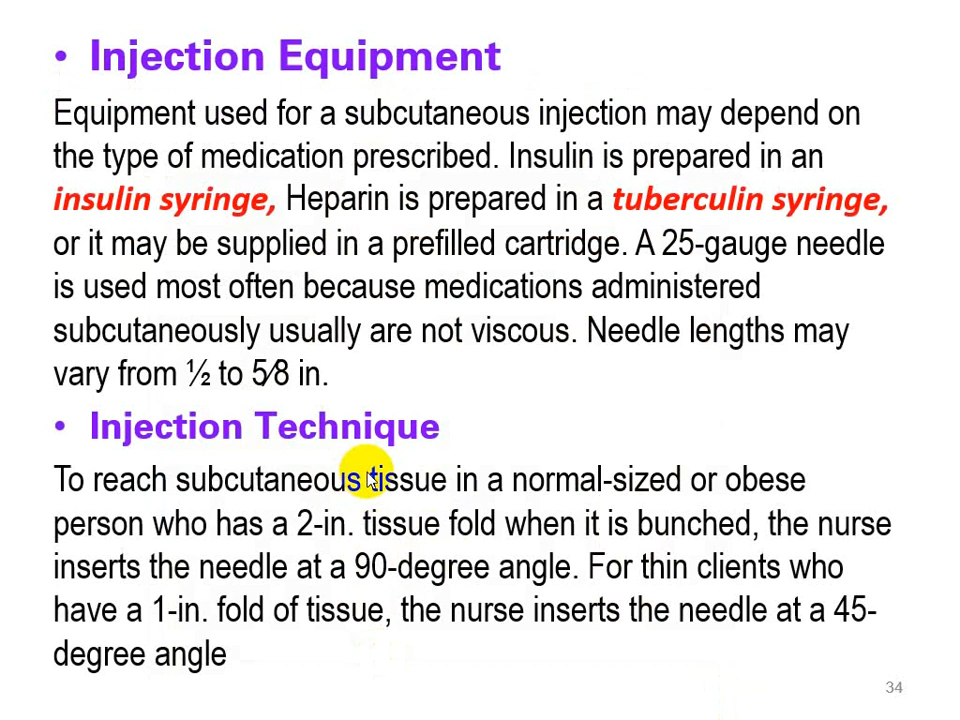 • Injection Equipment
Equipment used for a subcutaneous injection may depend on
the type of medication prescribed. Insulin is prepared in an
insulin syringe, Heparin is prepared in a tuberculin syringe,
or it may be supplied in a prefilled cartridge. A 25-gauge needle
is used most often because medications administered
subcutaneously usually are not viscous. Needle lengths may
vary from ½ to 5⁄8 in.
• Injection Technique
To reach subcutaneous tissue in a normal-sized or obese
person who has a 2-in. tissue fold when it is bunched, the nurse
inserts the needle at a 90-degree angle. For thin clients who
have a 1-in. fold of tissue, the nurse inserts the needle at a 45-
degree angle
34